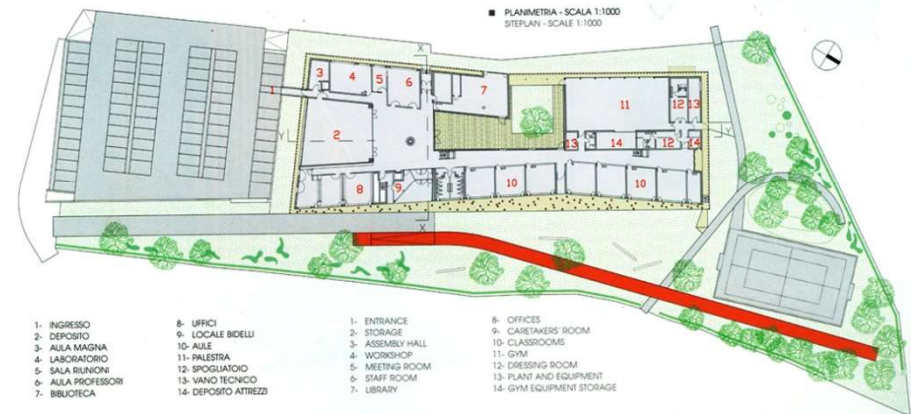 ■ PLANIMETRIA - SCALA 1:1000
SITEPLAN - SCALE 1:1000
X
3
4
5
6
7
1
11
12
13
2
Y
Y
13
14
12
14
8
9
10
10
X
1- INGRESSO
2- DEPOSITO
3- AULA MAGNA
4- LABORATORIO
5- SALA RIUNIONI
6- AULA PROFESSORI
7- BIBLIOTECA
8- UFFICI
9- LOCALE BIDELLI
10- AULE
11- PALESTRA
12- SPOGLIATOIO
13- VANO TECNICO
14- DEPOSITO ATTREZZI
1- ENTRANCE
2- STORAGE
3- ASSEMBLY HALL
4- WORKSHOP
5- MEETING ROOM
6- STAFF ROOM
7- LIBRARY
8- OFFICES
9- CARETAKERS' ROOM
10- CLASSROOMS
11- GYM
12- DRESSING ROOM
13- PLANT AND EQUIPMENT
14- GYM EQUIPMENT STORAGE